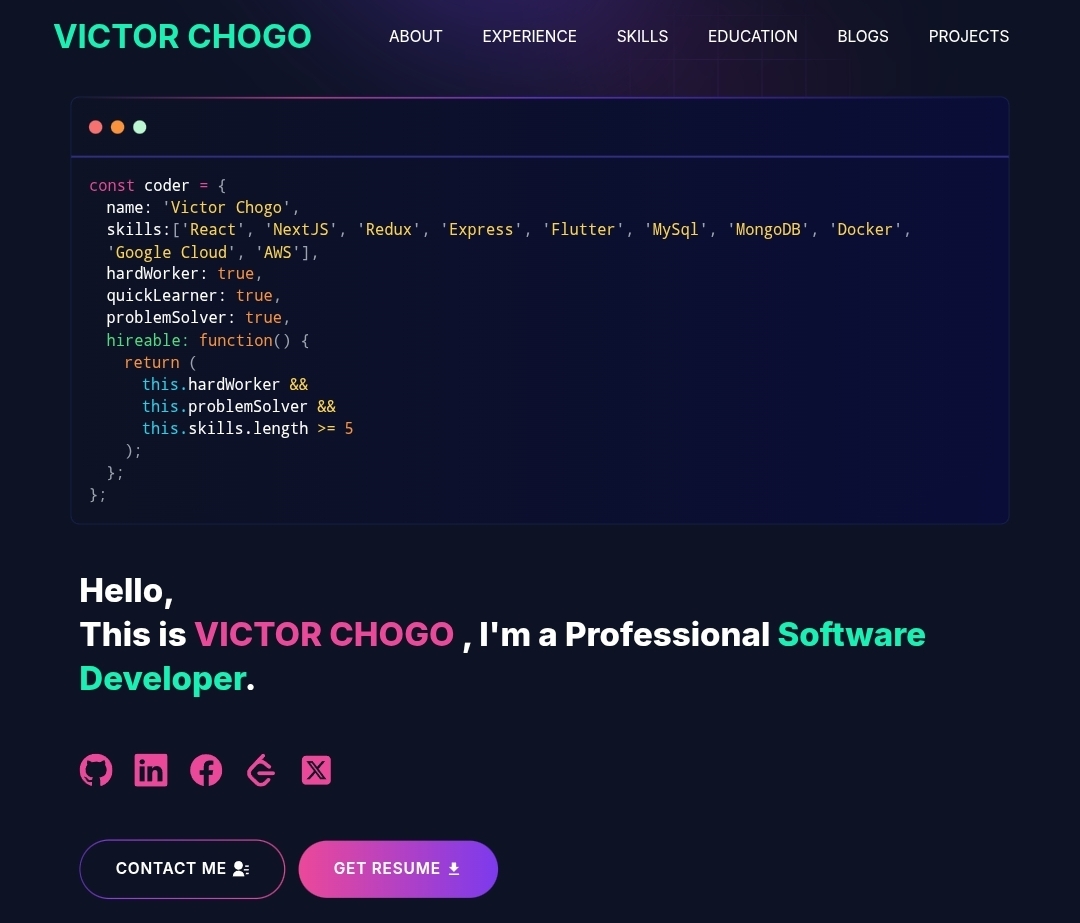 VICTOR CHOGO
ABOUT EXPERIENCE SKILLS EDUCATION BLOGS PROJECTS
const coder = {
name: 'Victor Chogo',
skills:['React', 'NextJS', 'Redux', 'Express', 'Flutter', 'MySql', 'MongoDB', 'Docker',
'Google Cloud', 'AWS'],
hardWorker: true,
quickLearner: true,
problemSolver: true,
hireable: function() {
return (
this.hardWorker &&
this.problemSolver &&
this.skills.length >= 5
);
};
};
Hello,
This is VICTOR CHOGO , I'm a Professional Software
Developer.
CONTACT ME
GET RESUME